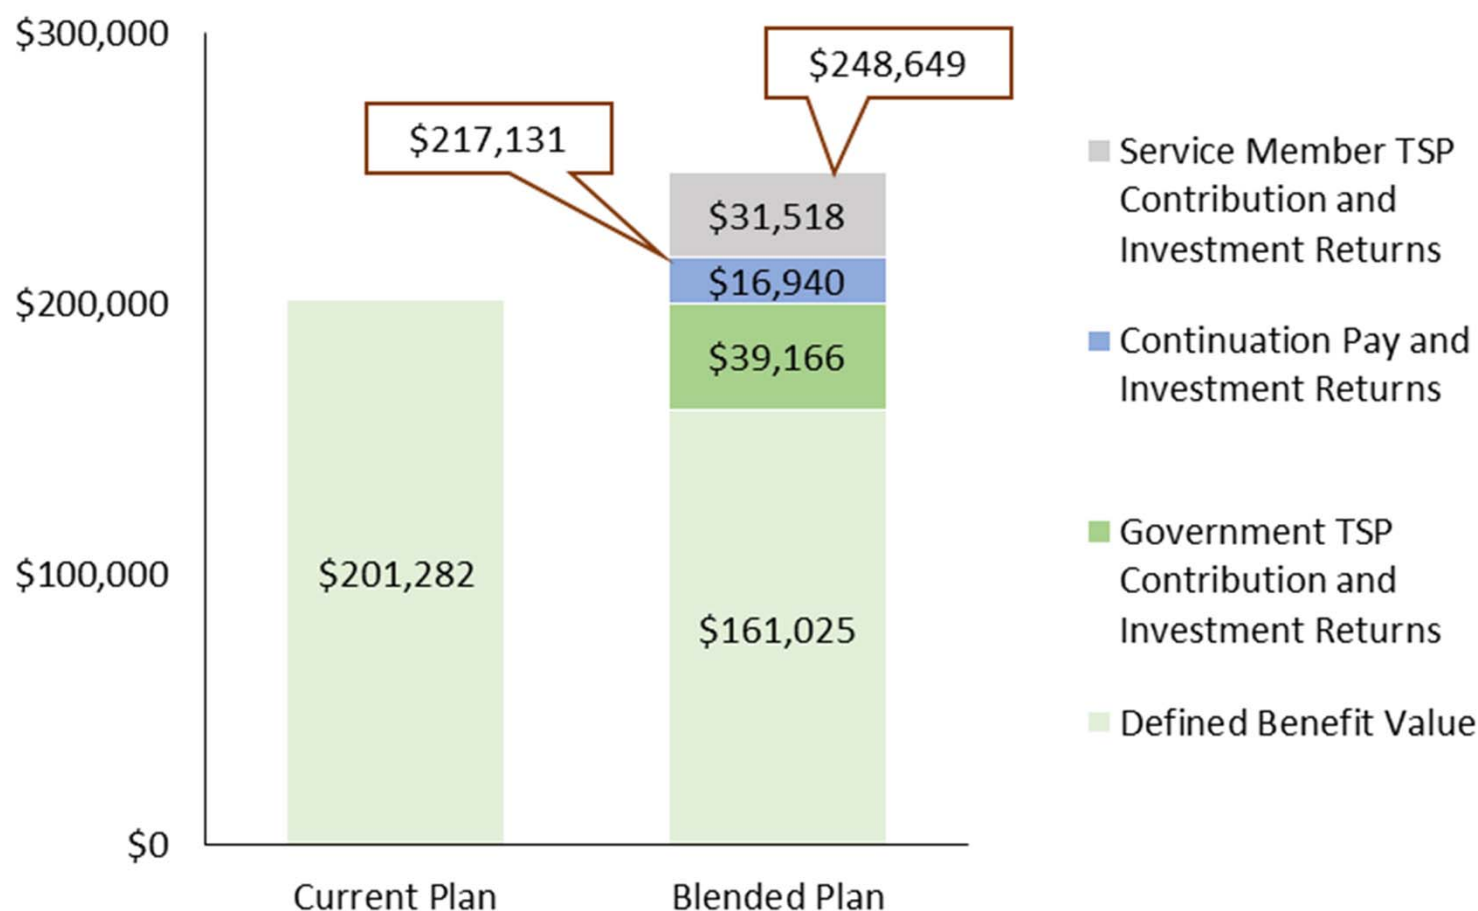 $300,000
$200,000
$100,000
$0
$217,131
$248,649
$201,282
$31,518
$16,940
$39,166
$161,025
Current Plan
Blended Plan
Service Member TSP
Contribution and
Investment Returns
Continuation Pay and
Investment Returns
Government TSP
Contribution and
Investment Returns
Defined Benefit Value